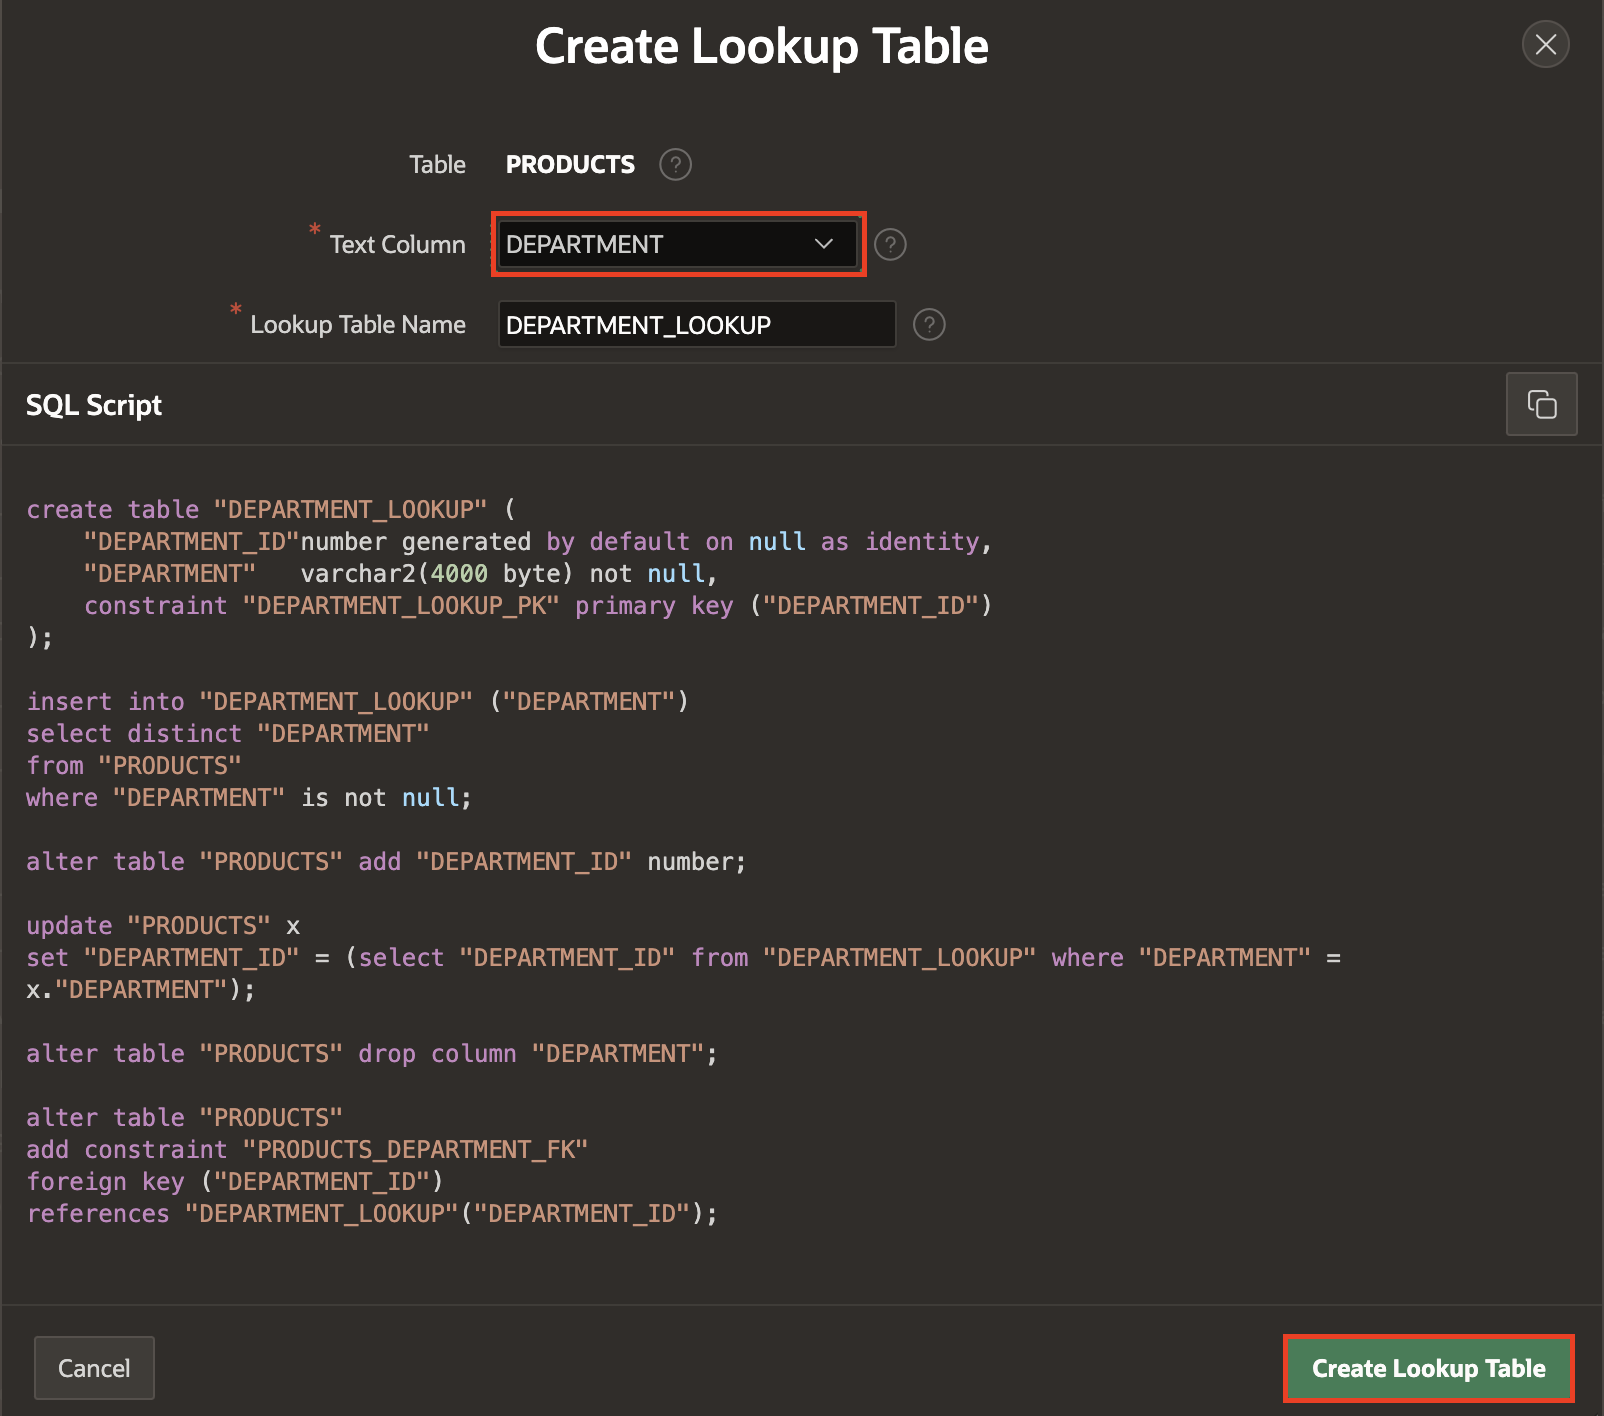 Create Lookup Table
Table PRODUCTS ?
* Text Column DEPARTMENT ?
* Lookup Table Name DEPARTMENT_LOOKUP ?
SQL Script
create table "DEPARTMENT_LOOKUP" (
    "DEPARTMENT_ID"number generated by default on null as identity,
    "DEPARTMENT"   varchar2(4000 byte) not null,
    constraint "DEPARTMENT_LOOKUP_PK" primary key ("DEPARTMENT_ID")
);
insert into "DEPARTMENT_LOOKUP" ("DEPARTMENT")
select distinct "DEPARTMENT"
from "PRODUCTS"
where "DEPARTMENT" is not null;
alter table "PRODUCTS" add "DEPARTMENT_ID" number;
update "PRODUCTS" x
set "DEPARTMENT_ID" = (select "DEPARTMENT_ID" from "DEPARTMENT_LOOKUP" where "DEPARTMENT" =
x."DEPARTMENT");
alter table "PRODUCTS" drop column "DEPARTMENT";
alter table "PRODUCTS"
add constraint "PRODUCTS_DEPARTMENT_FK"
foreign key ("DEPARTMENT_ID")
references "DEPARTMENT_LOOKUP"("DEPARTMENT_ID");
Cancel
Create Lookup Table